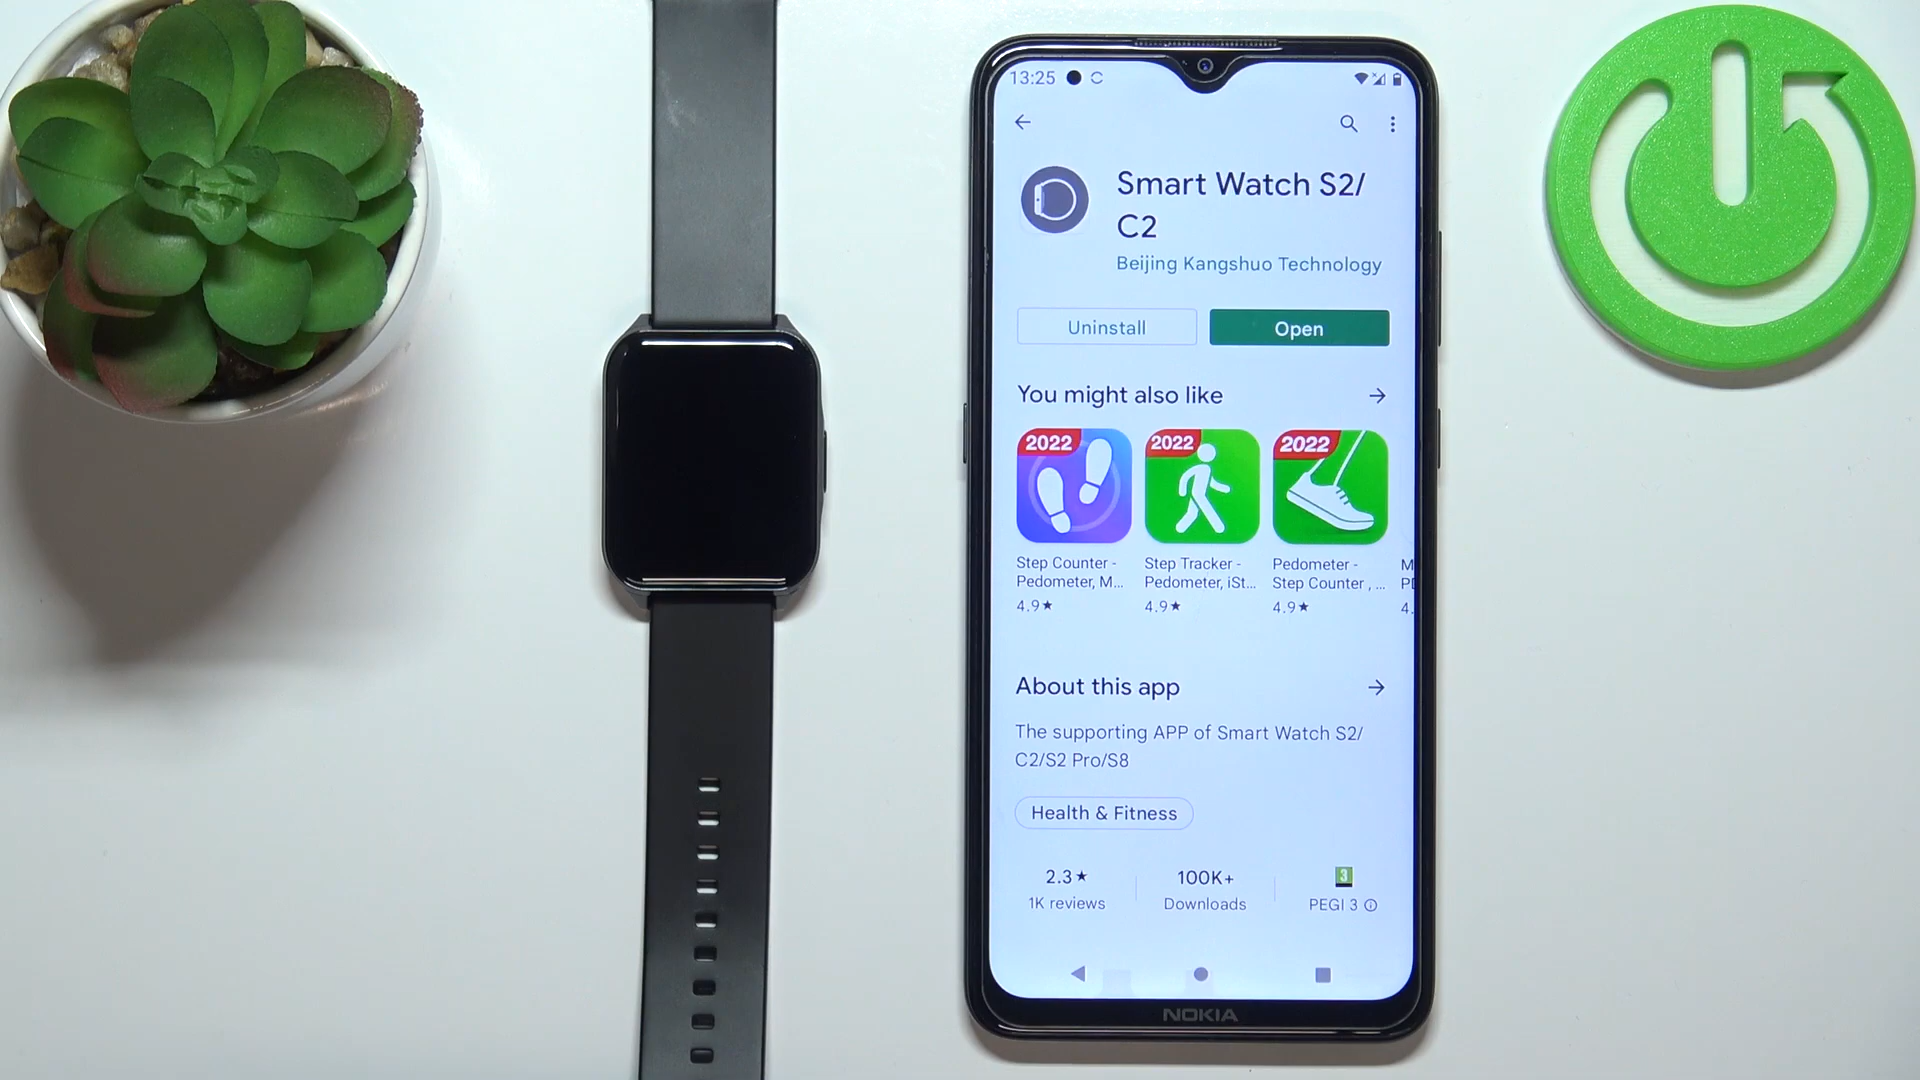 13:25
Smart Watch S2/
C2
Beijing Kangshuo Technology
Uninstall
Open
You might also like
2022
2022
2022
Step Counter -
Pedometer, M...
4.9★
Step Tracker -
Pedometer, iSt...
4.9★
Pedometer -
Step Counter , ...
4.9★
M
4.
About this app
The supporting APP of Smart Watch S2/
C2/S2 Pro/S8
Health & Fitness
2.3★
1K reviews
100K+
Downloads
3
PEGI 3
NOKIA